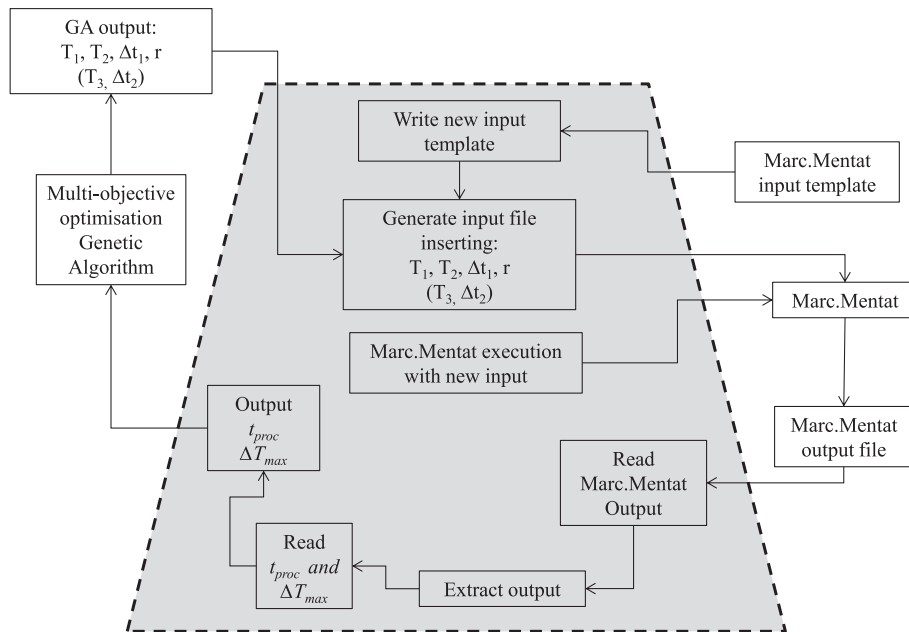 GA output:
T₁, T₂, Δt₁, r
(T₃, Δt₂)
Write new input
template
Marc.Mentat
input template
Multi-objective
optimisation
Genetic
Algorithm
Generate input file
inserting:
T₁, T₂, Δt₁, r
(T₃, Δt₂)
Marc.Mentat
Marc.Mentat execution
with new input
Output
t_proc
ΔT_max
Marc.Mentat
output file
Read
Marc.Mentat
Output
Read
t_proc and
ΔT_max
Extract output